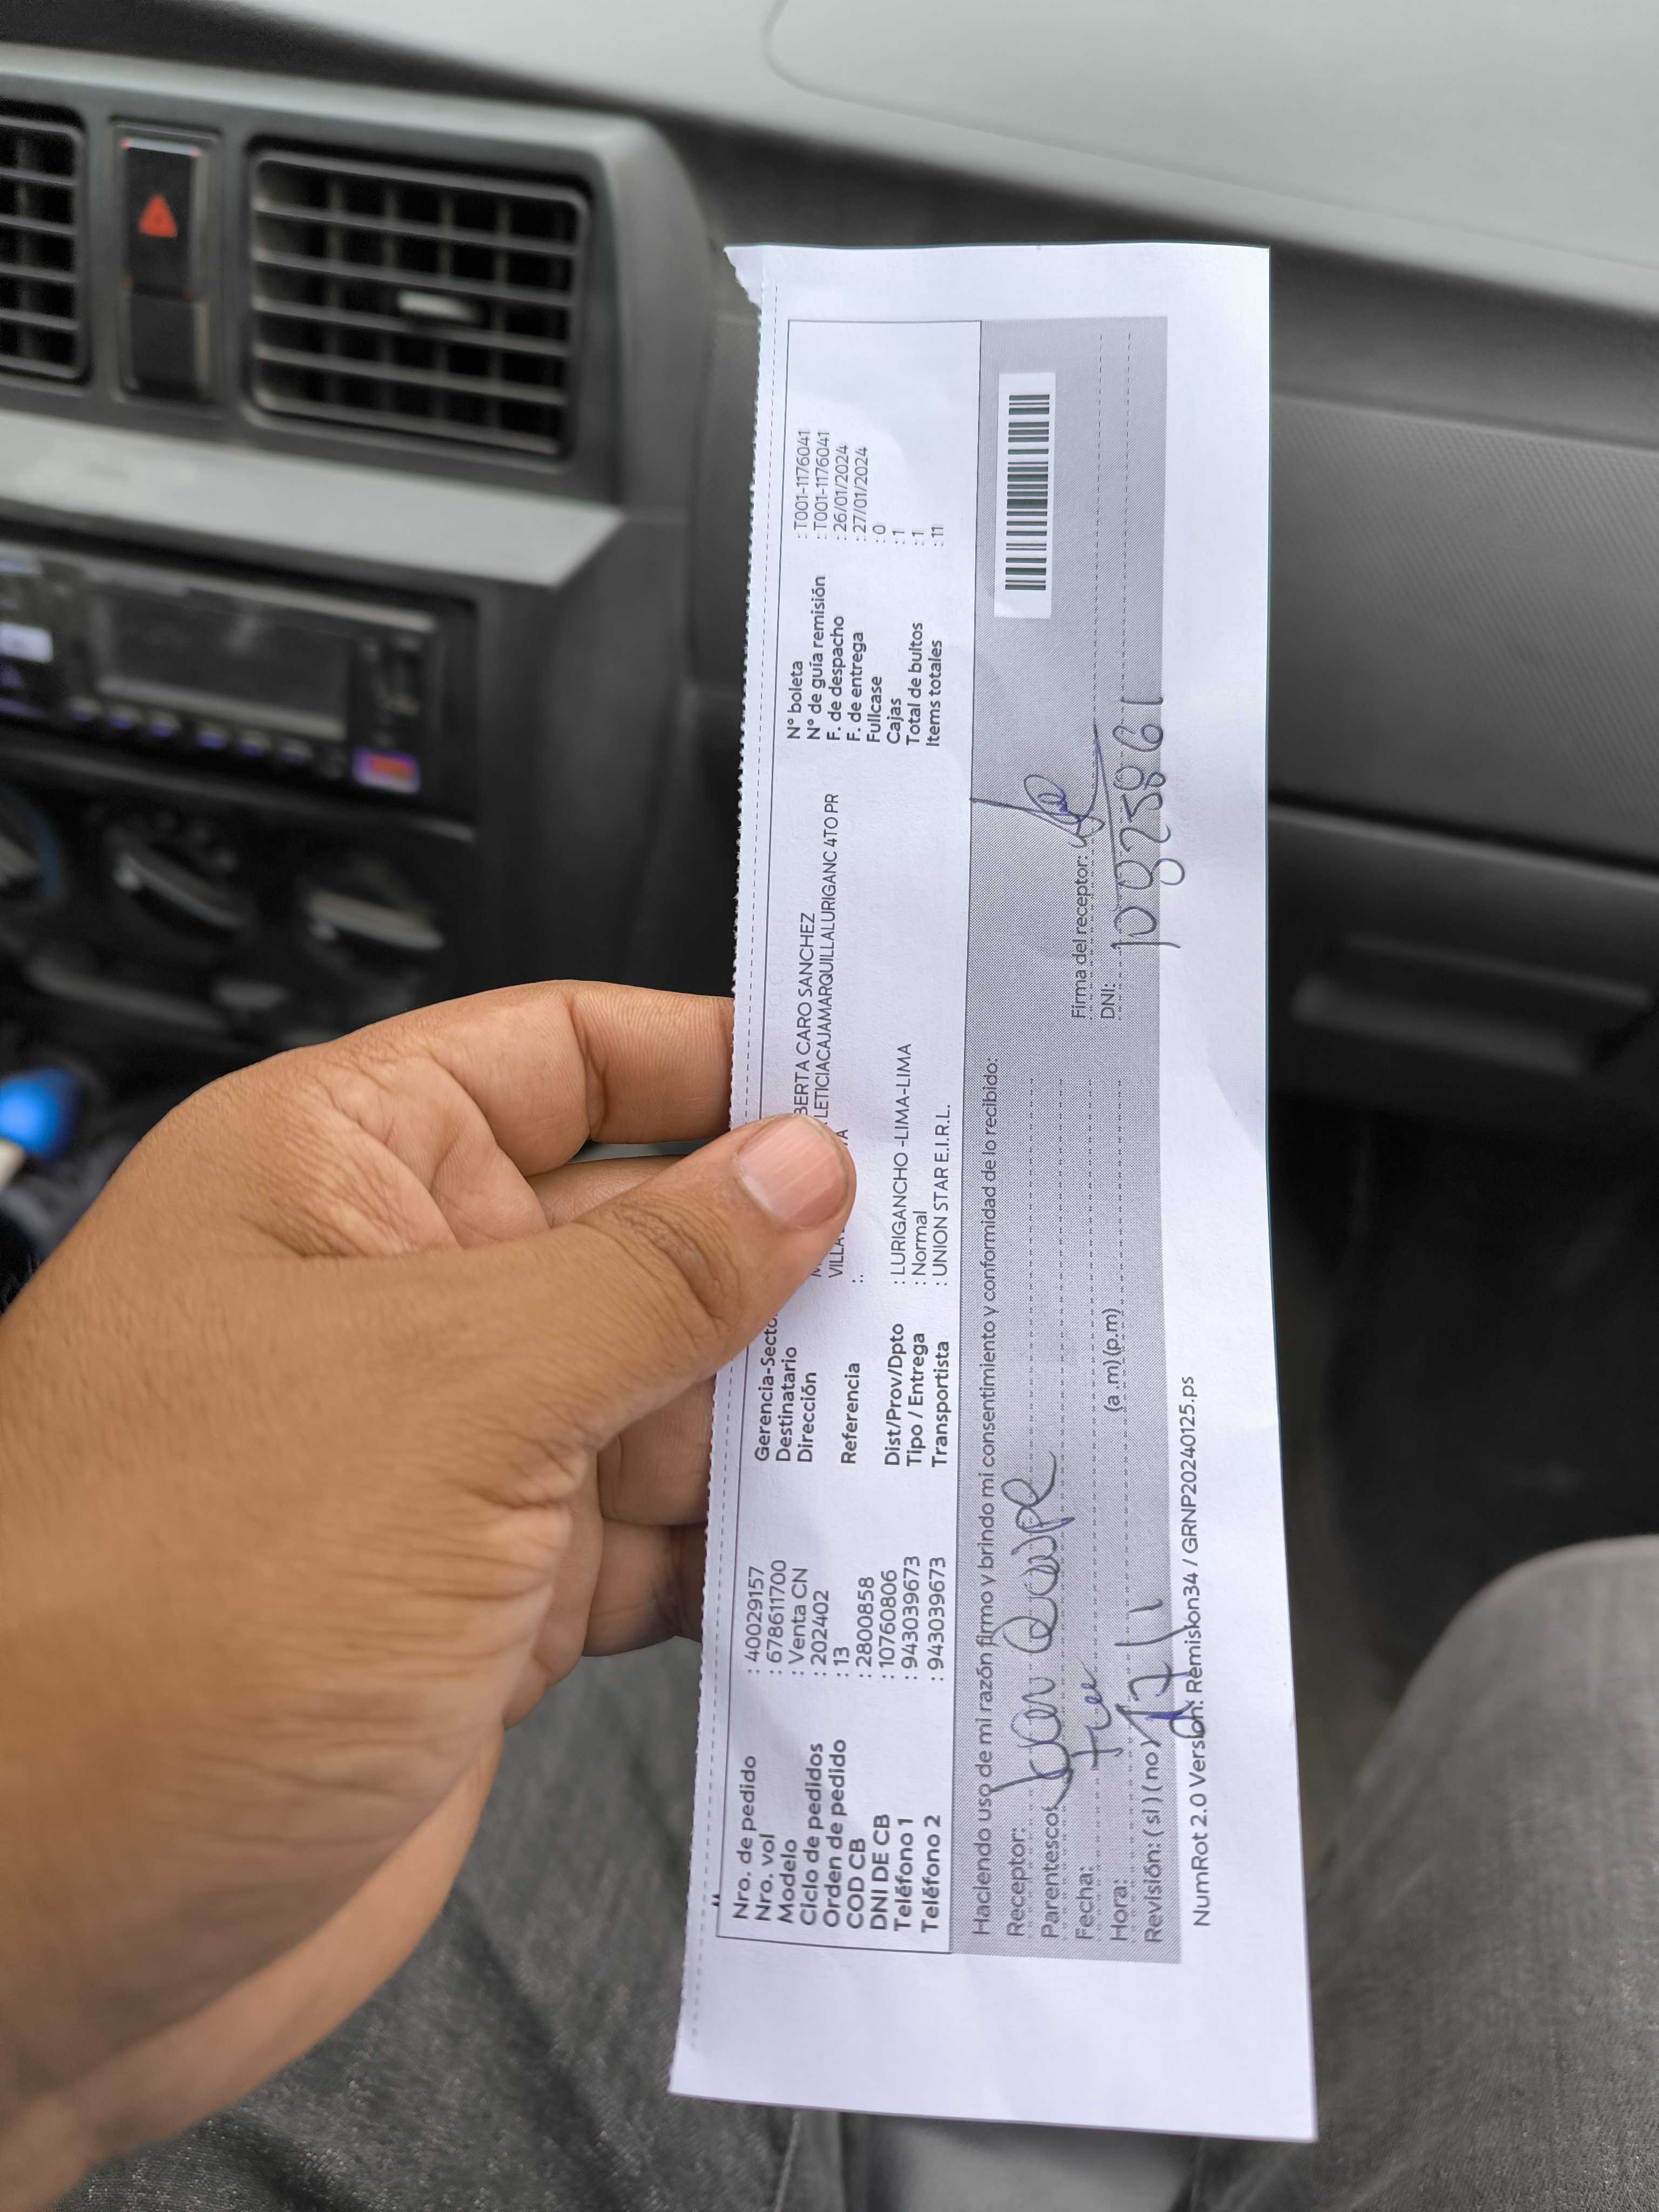 Nro. de pedido : 40029157
Nro. vol : 678611700
Modelo : Venta CN
Ciclo de pedidos : 202402
Orden de pedido : 13
COD CB : 2800858
DNI DE CB : 10760806
Teléfono 1 : 943039673
Teléfono 2 : 943039673
Gerencia-Secto
Destinatario BERTA CARO SANCHEZ
Dirección LETICIACAJAMARQUILLALURIGANC 4TO PR
VILLA
Referencia :.
Dist/Prov/Dpto : LURIGANCHO -LIMA-LIMA
Tipo / Entrega : Normal
Transportista : UNION STAR E.I.R.L.
N° boleta : T001-1176041
N° de guía remisión : T001-1176041
F. de despacho : 26/01/2024
F. de entrega : 27/01/2024
Fullcase : 0
Cajas : 1
Total de bultos : 1
Items totales : 11
Haciendo uso de mi razón firmo y brindo mi consentimiento y conformidad de lo recibido:
Receptor:
Parentesco:
Fecha:
Hora: (a.m) (p.m)
Revisión: ( si ) ( no )
Firma del receptor:
DNI:
NumRot 2.0 Version: Remision34 / GRNP20240125.ps